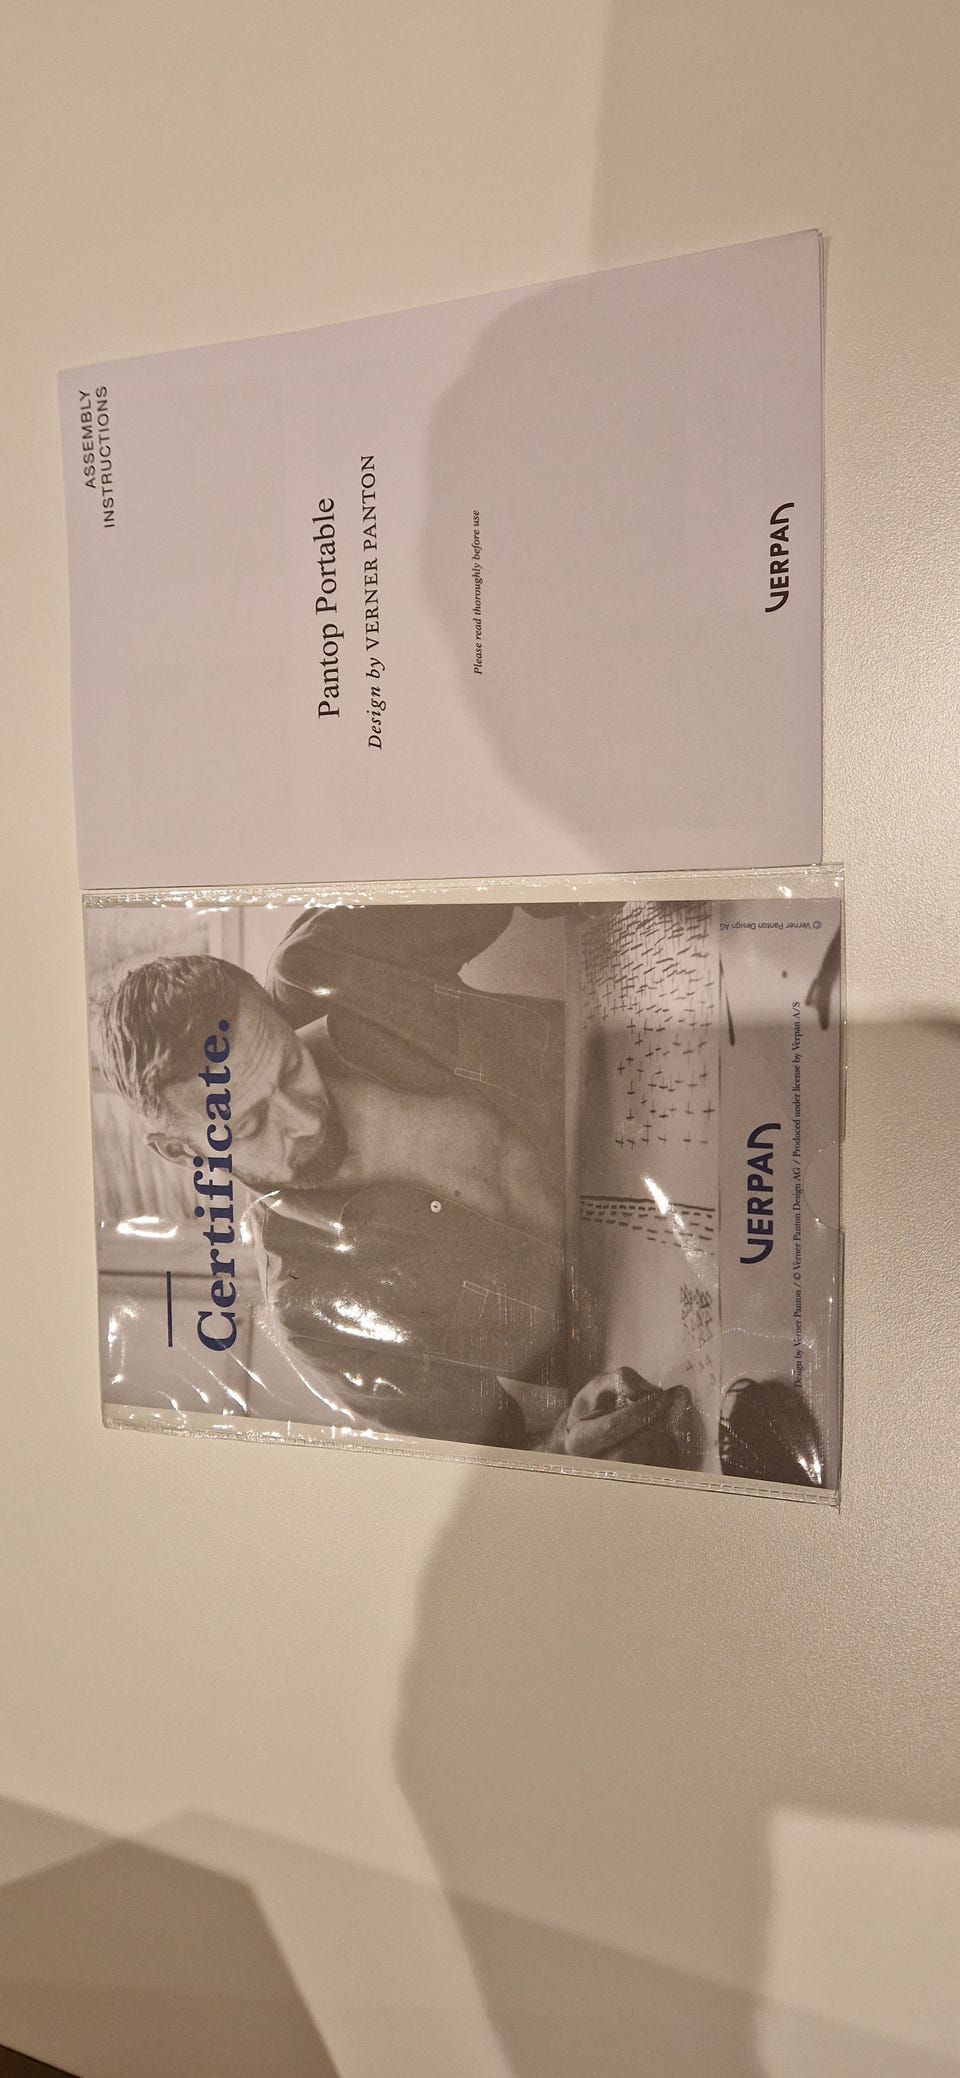 Certificate.
© Verner Panton Design AG
VERPAN
Design by Verner Panton / © Verner Panton Design AG / Produced under license by Verpan A/S
ASSEMBLY
INSTRUCTIONS
Pantop Portable
Design by VERNER PANTON
Please read thoroughly before use
VERPAN